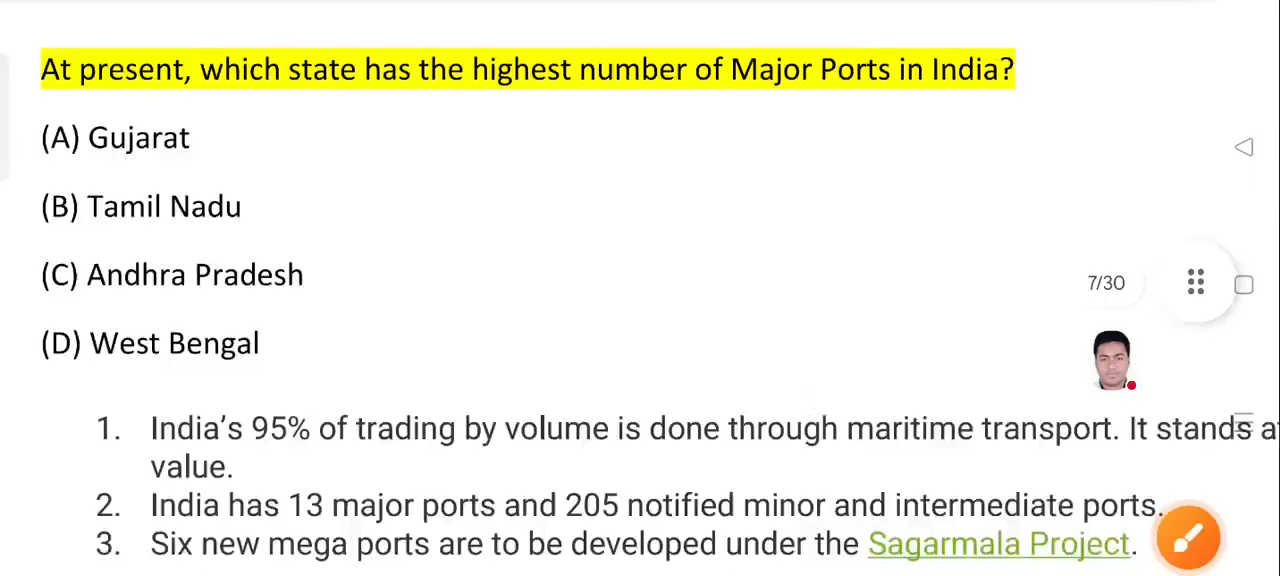 At present, which state has the highest number of Major Ports in India?
(A) Gujarat
(B) Tamil Nadu
(C) Andhra Pradesh
7/30
(D) West Bengal
1. India's 95% of trading by volume is done through maritime transport. It stands
value.
2. India has 13 major ports and 205 notified minor and intermediate ports.
3. Six new mega ports are to be developed under the Sagarmala Project.